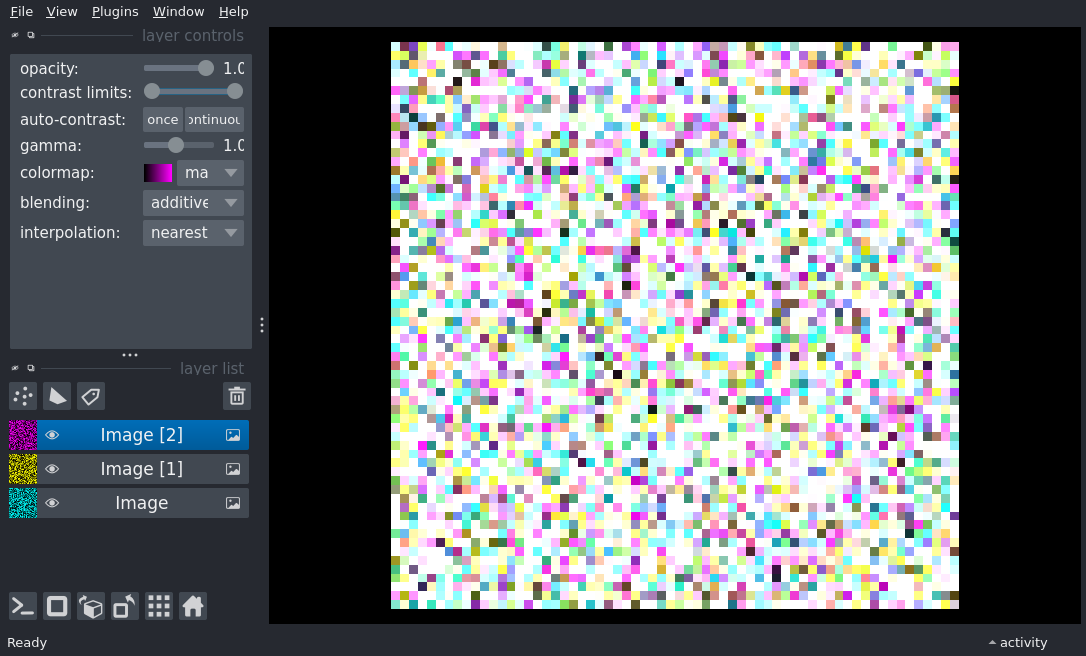 File View Plugins Window Help
layer controls
opacity: 1.0
contrast limits:
auto-contrast: once ontinuou
gamma: 1.0
colormap: ma
blending: additive
interpolation: nearest
layer list
Image [2]
Image [1]
Image
Ready activity